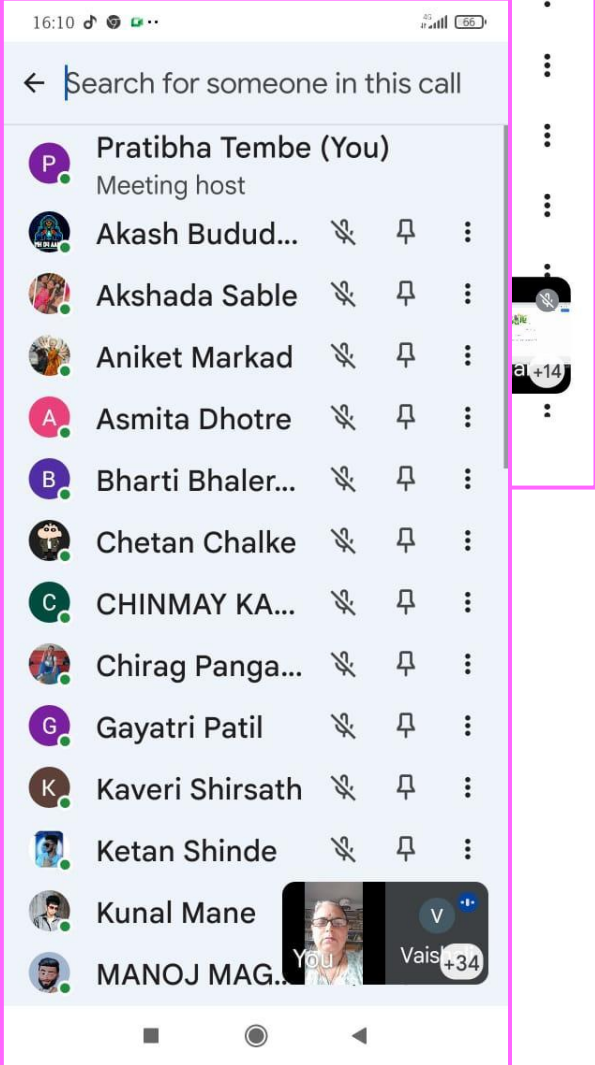 16:10
4G
66
Search for someone in this call
P
Pratibha Tembe (You)
Meeting host
Akash Budud...
Akshada Sable
Aniket Markad
+14
A
Asmita Dhotre
B
Bharti Bhaler...
Chetan Chalke
C
CHINMAY KA...
Chirag Panga...
G
Gayatri Patil
K
Kaveri Shirsath
Ketan Shinde
Kunal Mane
V
You
Vais
+34
MANOJ MAG...